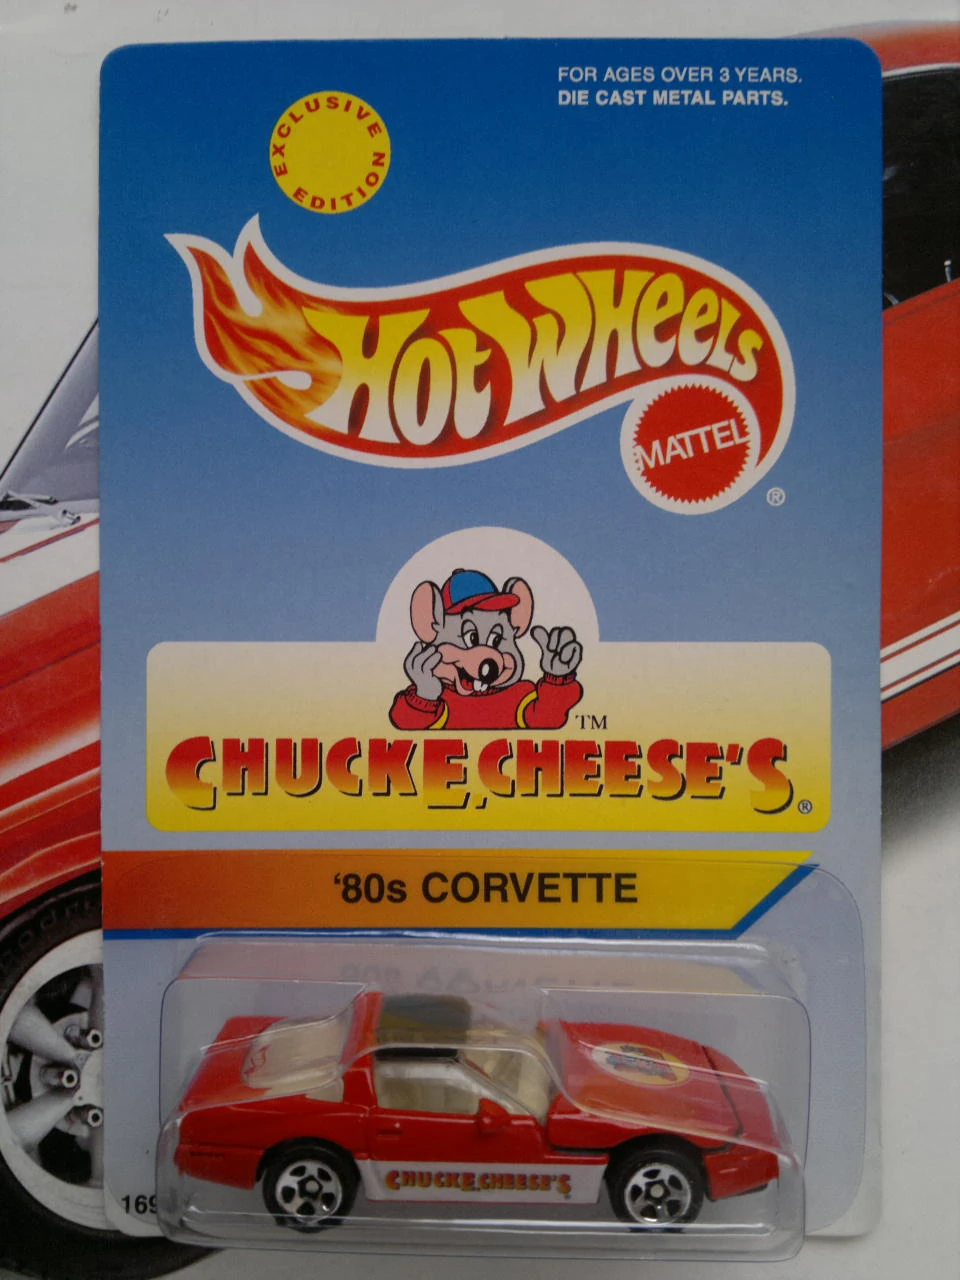 FOR AGES OVER 3 YEARS.
DIE CAST METAL PARTS.
EXCLUSIVE EDITION
HOT WHEELS
MATTEL
®
TM
CHUCK E. CHEESE'S®
‘80s CORVETTE
CHUCK E. CHEESE'S